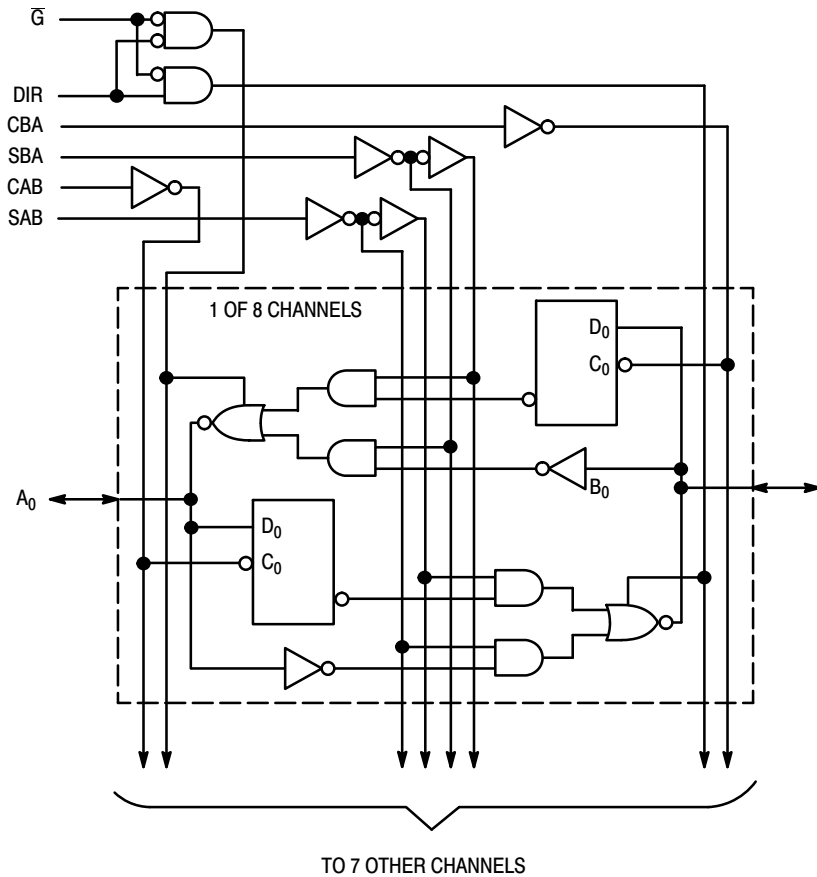 G̅
DIR
CBA
SBA
CAB
SAB
1 OF 8 CHANNELS
D₀
C₀
B₀
A₀
D₀
C₀
TO 7 OTHER CHANNELS